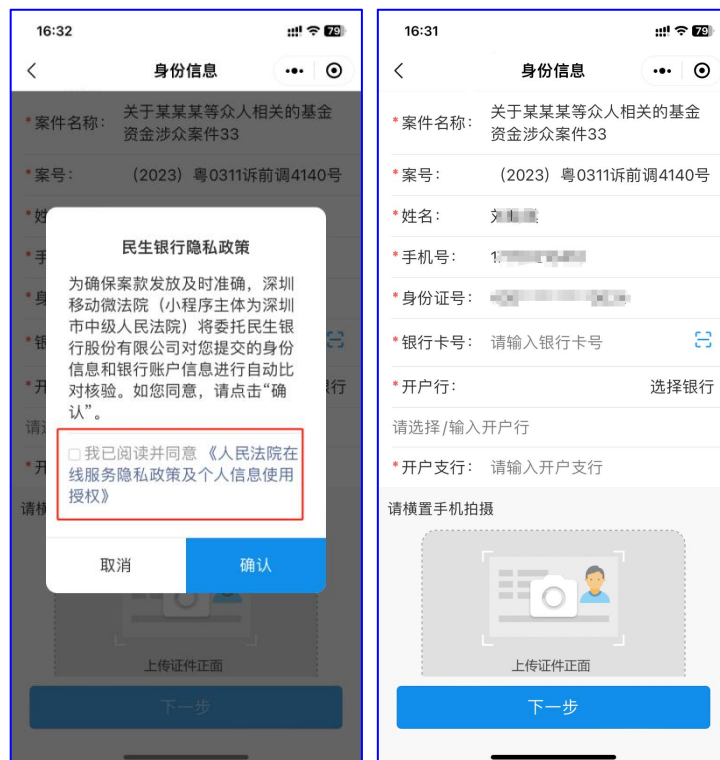 16:32
79
身份信息
*案件名称：
关于某某某等众人相关的基金
资金涉众案件33
*案号：
（2023）粤0311诉前调4140号
*姓
*手
*身
*银
*开
银行
请
*开
请横
民生银行隐私政策
为确保案款发放及时准确，深圳
移动微法院（小程序主体为深圳
市中级人民法院）将委托民生银
行股份有限公司对您提交的身份
信息和银行账户信息进行自动比
对核验。如您同意，请点击“确
认”。
我已阅读并同意《人民法院在
线服务隐私政策及个人信息使用
授权》
取消
确认
上传证件正面
下一步
16:31
79
身份信息
*案件名称：
关于某某某等众人相关的基金
资金涉众案件33
*案号：
（2023）粤0311诉前调4140号
*姓名：
*手机号：
*身份证号：
*银行卡号：
请输入银行卡号
*开户行：
选择银行
请选择/输入开户行
*开户支行：
请输入开户支行
请横置手机拍摄
上传证件正面
下一步